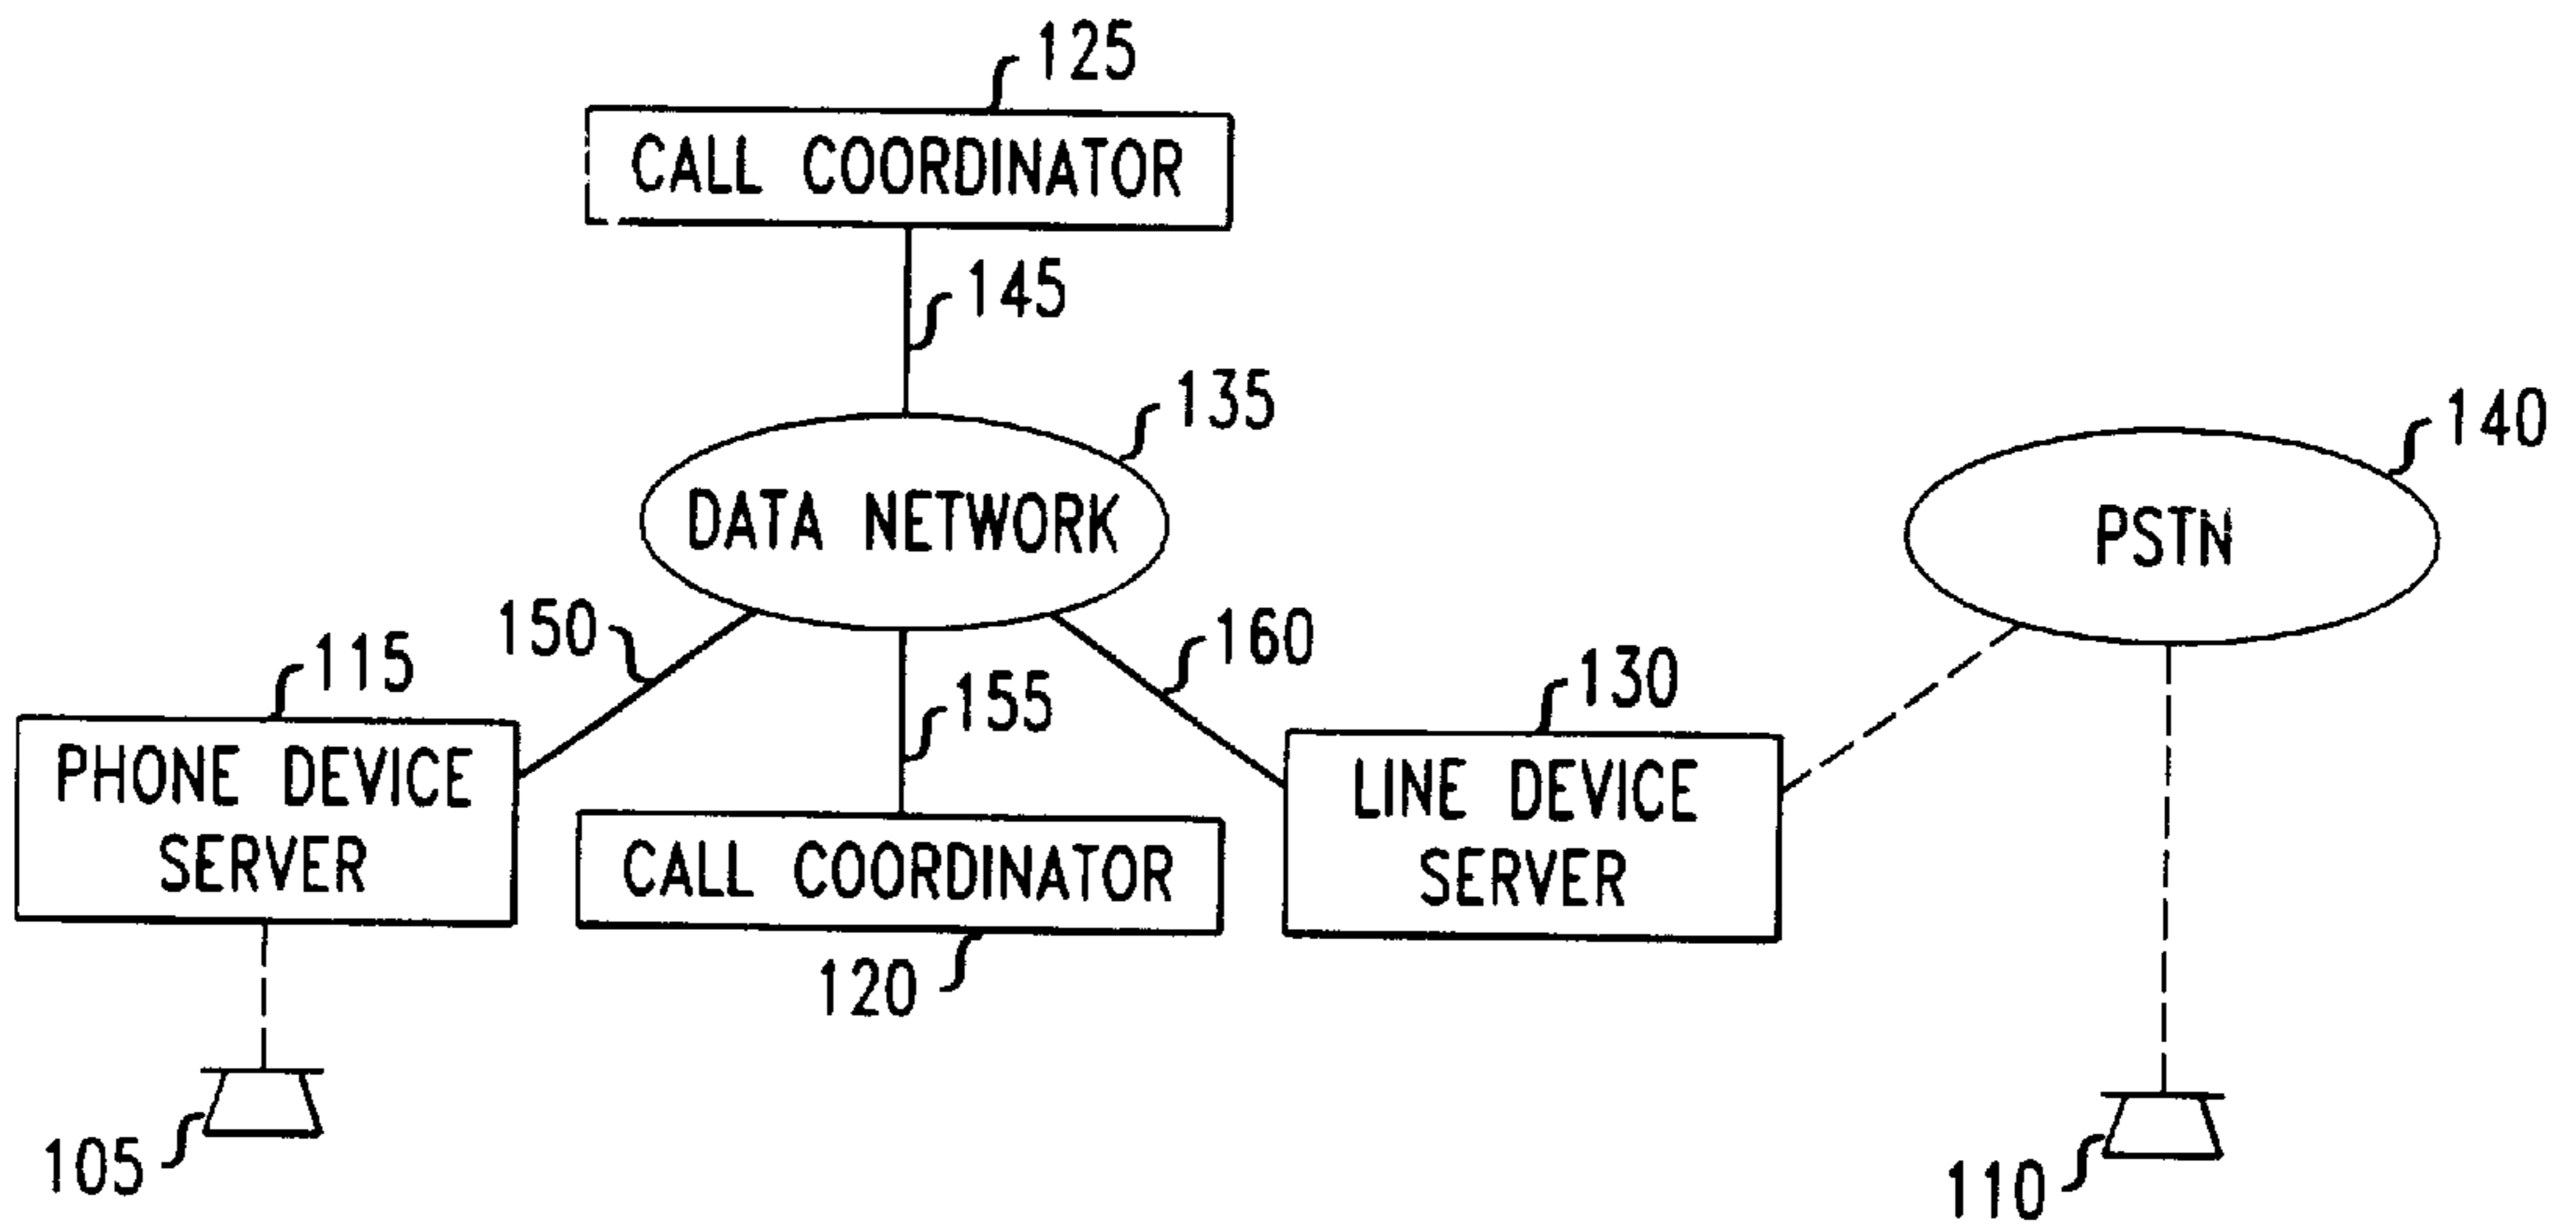 125
CALL COORDINATOR
145
135
140
DATA NETWORK
PSTN
150
160
115
155
130
PHONE DEVICE
SERVER
LINE DEVICE
SERVER
CALL COORDINATOR
120
105
110